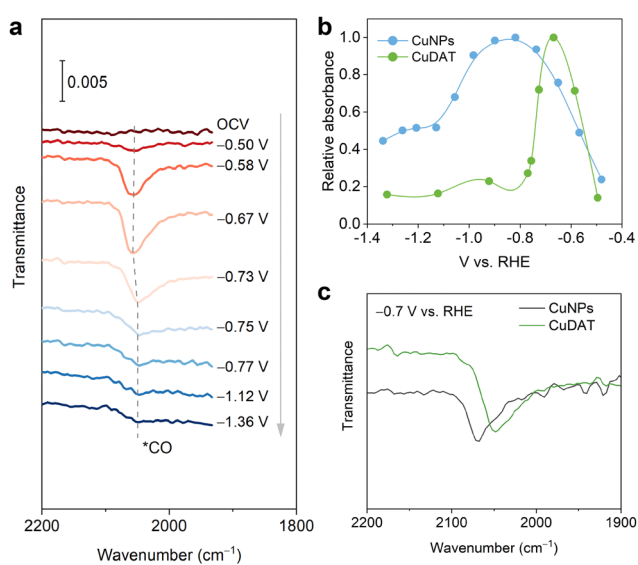 a
0.005
OCV
−0.50 V
−0.58 V
−0.67 V
−0.73 V
−0.75 V
−0.77 V
−1.12 V
−1.36 V
*CO
Transmittance
2200
2100
2000
1900
1800
Wavenumber (cm⁻¹)
b
CuNPs
CuDAT
Relative absorbance
1.0
0.8
0.6
0.4
0.2
0.0
-1.4
-1.2
-1.0
-0.8
-0.6
-0.4
V vs. RHE
c
−0.7 V vs. RHE
CuNPs
CuDAT
Transmittance
2200
2100
2000
1900
Wavenumber (cm⁻¹)